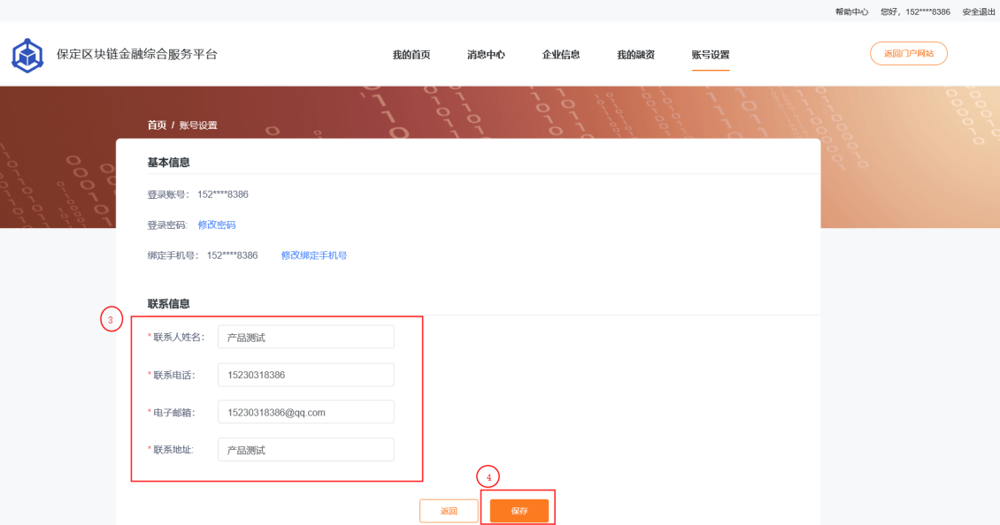 帮助中心 您好，152****8386 安全退出
保定区块链金融综合服务平台 我的首页 消息中心 企业信息 我的融资 账号设置 返回门户网站
首页 / 账号设置
基本信息
登录账号： 152****8386
登录密码: 修改密码
绑定手机号： 152****8386 修改绑定手机号
联系信息
3
*联系人姓名： 产品测试
*联系电话： 15230318386
*电子邮箱： 15230318386@qq.com
*联系地址: 产品测试
4
返回 保存